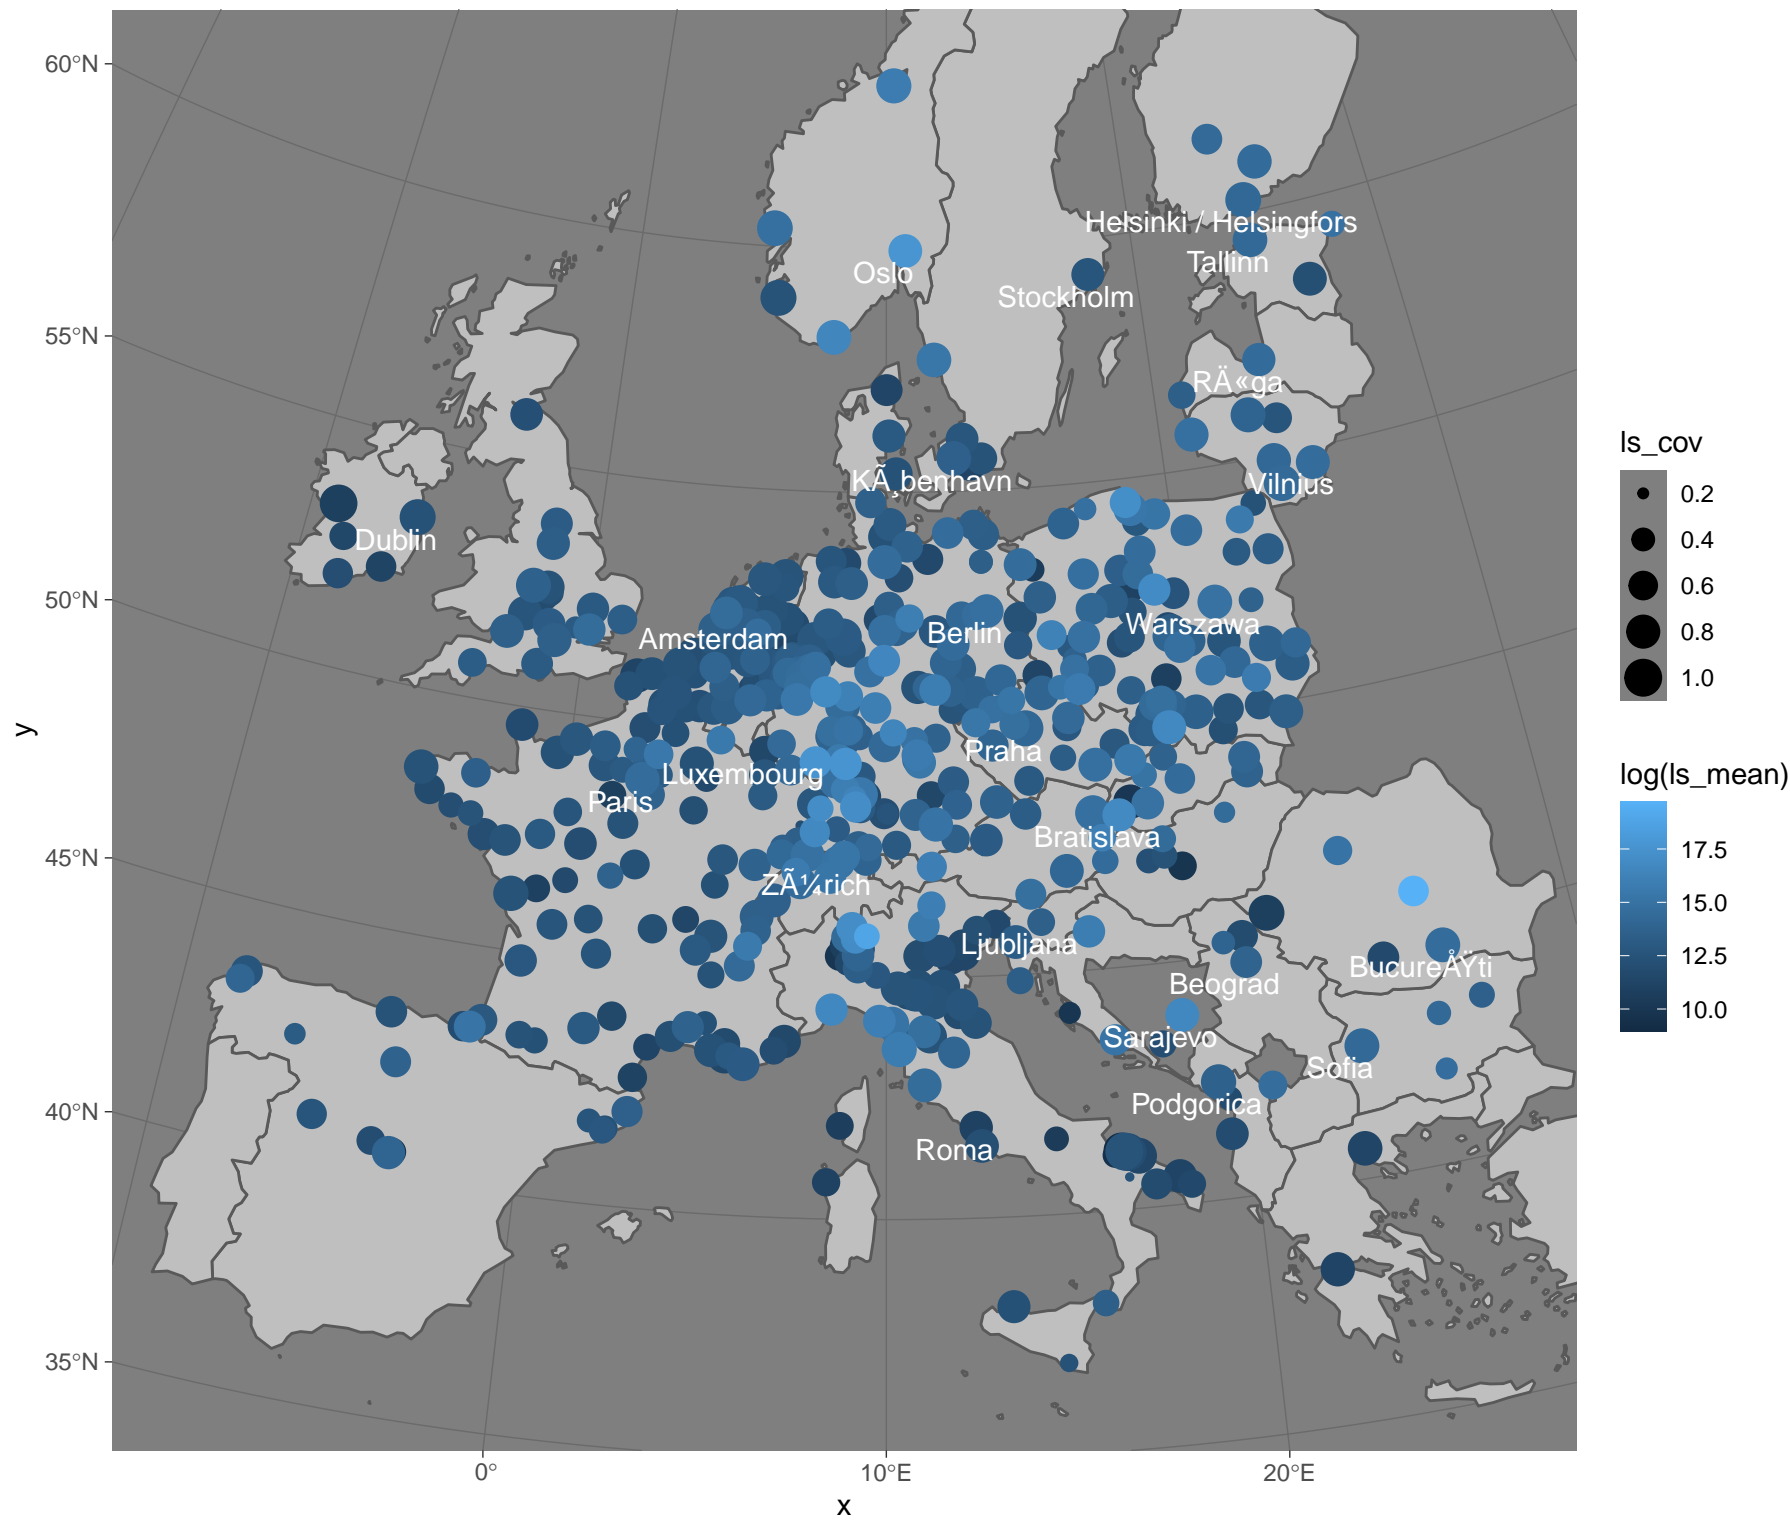 60°N
55°N
50°N
45°N
40°N
35°N
y
0°
10°E
20°E
x
Helsinki / Helsingfors
Tallinn
Oslo
Stockholm
RÄ«ga
KÃ¸benhavn
Vilnius
Dublin
Amsterdam
Berlin
Warszawa
Praha
Luxembourg
Paris
Bratislava
ZÃ¼rich
Ljubljana
BucureÅŸti
Beograd
Sarajevo
Sofia
Podgorica
Roma
ls_cov
0.2
0.4
0.6
0.8
1.0
log(ls_mean)
17.5
15.0
12.5
10.0